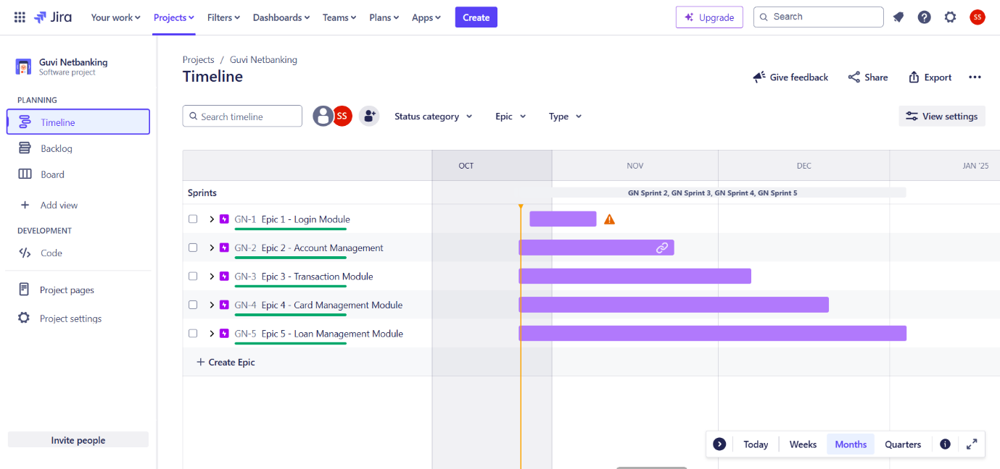 Jira Your work Projects Filters Dashboards Teams Plans Apps Create Upgrade Search SS
Guvi Netbanking
Software project
PLANNING
Timeline
Backlog
Board
Add view
DEVELOPMENT
Code
Project pages
Project settings
Invite people
Projects / Guvi Netbanking
Timeline
Give feedback Share Export
Search timeline SS Status category Epic Type View settings
OCT NOV DEC JAN '25
Sprints GN Sprint 2, GN Sprint 3, GN Sprint 4, GN Sprint 5
GN-1 Epic 1 - Login Module
GN-2 Epic 2 - Account Management
GN-3 Epic 3 - Transaction Module
GN-4 Epic 4 - Card Management Module
GN-5 Epic 5 - Loan Management Module
+ Create Epic
Today Weeks Months Quarters